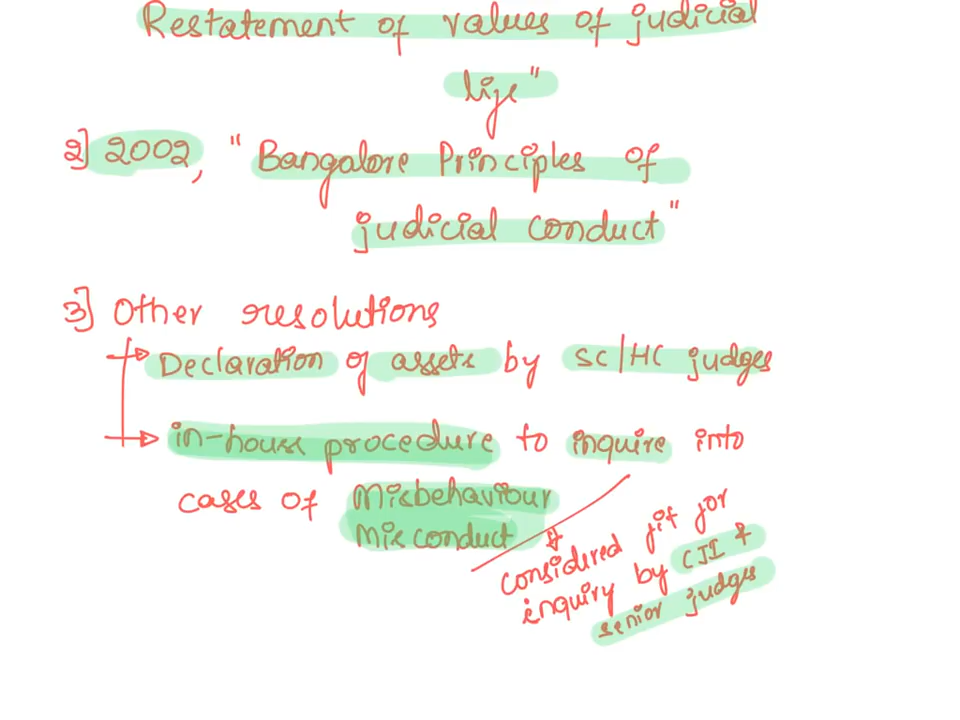 Restatement of values of judicial
life"
2] 2002, "Bangalore Principles of
judicial conduct"
3] Other resolutions
Declaration of assets by SC/HC judges
in-house procedure to inquire into
cases of Misbehaviour
Misconduct
If
considered fit for
inquiry by CJI &
senior judges